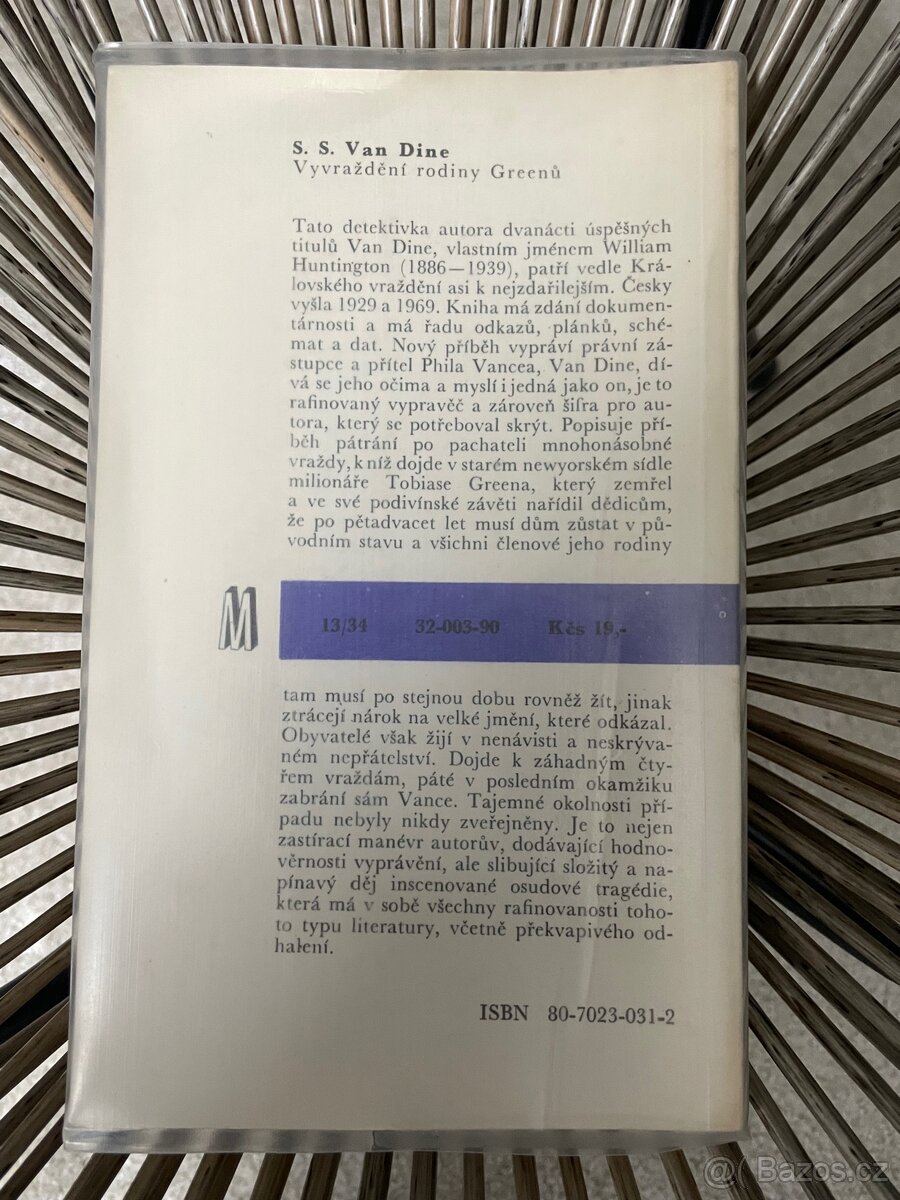 S. S. Van Dine
Vyvraždění rodiny Greenů
Tato detektivka autora dvanácti úspěšných
titulů Van Dine, vlastním jménem William
Huntington (1886—1939), patří vedle Krá-
lovského vraždění asi k nejzdařilejším. Česky
vyšla 1929 a 1969. Kniha má zdání dokumen-
tárnosti a má řadu odkazů, plánků, sché-
mat a dat. Nový příběh vypráví právní zá-
stupce a přítel Phila Vancea, Van Dine, dí-
vá se jeho očima a myslí i jedná jako on, je to
rafinovaný vypravěč a zároveň šifra pro au-
tora, který se potřeboval skrýt. Popisuje pří-
běh pátrání po pachateli mnohonásobné
vraždy, k níž dojde v starém newyorském sídle
milionáře Tobiase Greena, který zemřel
a ve své podivínské závěti nařídil dědicům,
že po pětadvacet let musí dům zůstat v pů-
vodním stavu a všichni členové jeho rodiny
M 13/34 32-003-90 Kčs 19,-
tam musí po stejnou dobu rovněž žít, jinak
ztrácejí nárok na velké jmění, které odkázal.
Obyvatelé však žijí v nenávisti a neskrýva-
ném nepřátelství. Dojde k záhadným čty-
řem vraždám, páté v posledním okamžiku
zabrání sám Vance. Tajemné okolnosti pří-
padu nebyly nikdy zveřejněny. Je to nejen
zastírací manévr autorův, dodávající hodno-
věrnosti vyprávění, ale slibující složitý a na-
pínavý děj inscenované osudové tragédie,
která má v sobě všechny rafinovanosti toho-
to typu literatury, včetně překvapivého od-
halení.
ISBN 80-7023-031-2
@( Bazos.cz